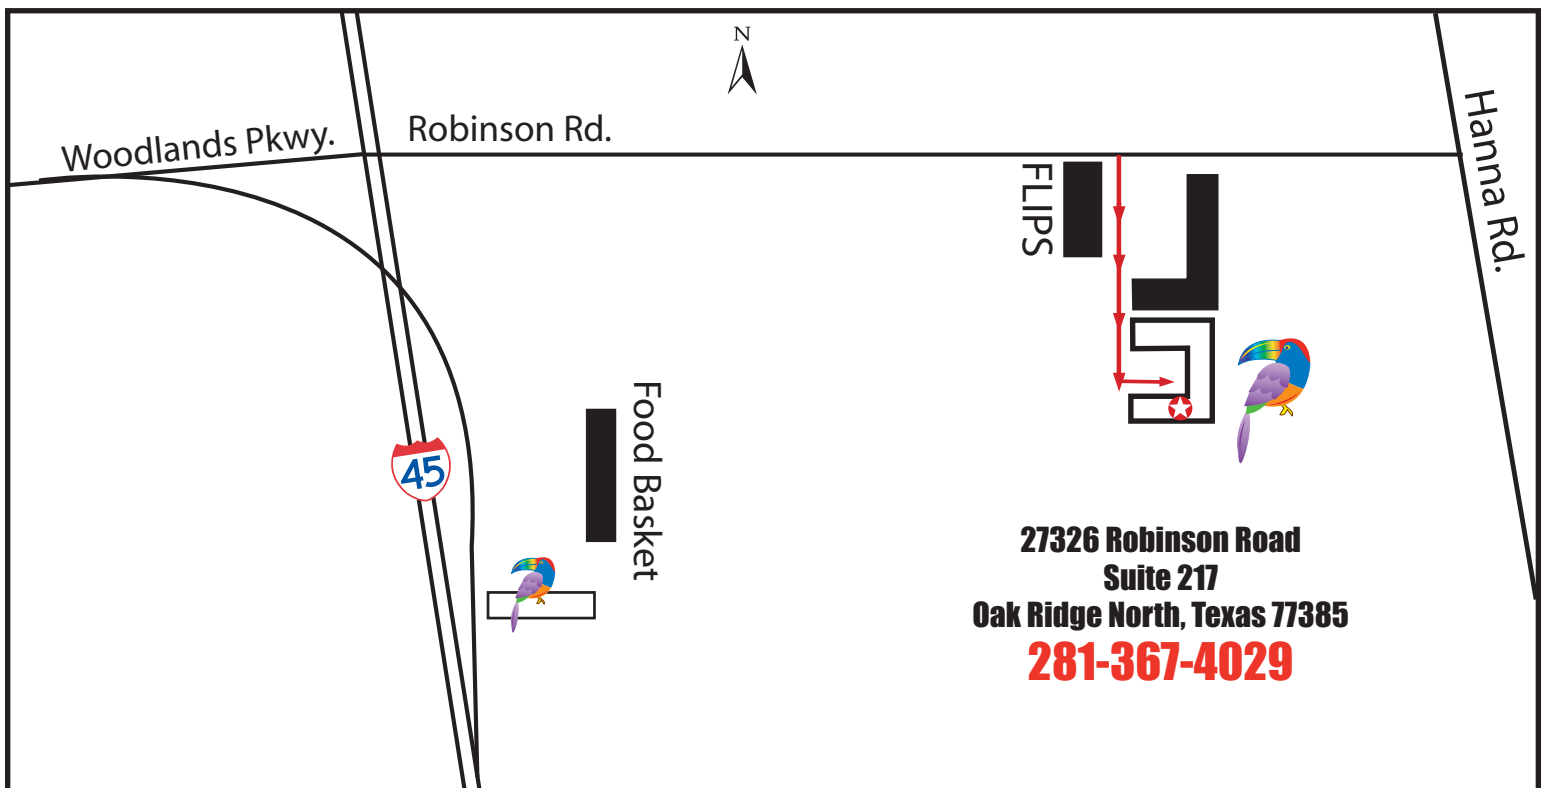 N
Woodlands Pkwy.
Robinson Rd.
Hanna Rd.
FLIPS
Food Basket
45
27326 Robinson Road
Suite 217
Oak Ridge North, Texas 77385
281-367-4029